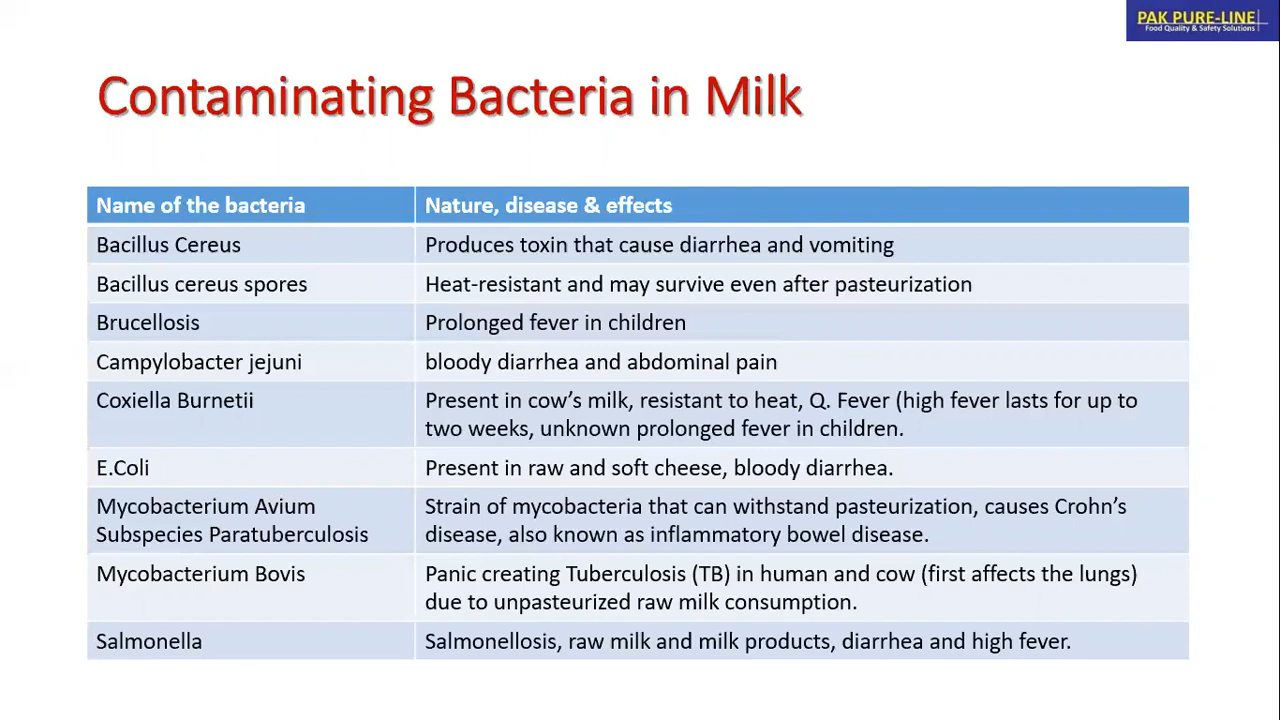 PAK PURE-LINE
Food Quality & Safety Solutions
Contaminating Bacteria in Milk
Name of the bacteria
Nature, disease & effects
Bacillus Cereus
Produces toxin that cause diarrhea and vomiting
Bacillus cereus spores
Heat-resistant and may survive even after pasteurization
Brucellosis
Prolonged fever in children
Campylobacter jejuni
bloody diarrhea and abdominal pain
Coxiella Burnetii
Present in cow’s milk, resistant to heat, Q. Fever (high fever lasts for up to
two weeks, unknown prolonged fever in children.
E.Coli
Present in raw and soft cheese, bloody diarrhea.
Mycobacterium Avium
Subspecies Paratuberculosis
Strain of mycobacteria that can withstand pasteurization, causes Crohn’s
disease, also known as inflammatory bowel disease.
Mycobacterium Bovis
Panic creating Tuberculosis (TB) in human and cow (first affects the lungs)
due to unpasteurized raw milk consumption.
Salmonella
Salmonellosis, raw milk and milk products, diarrhea and high fever.